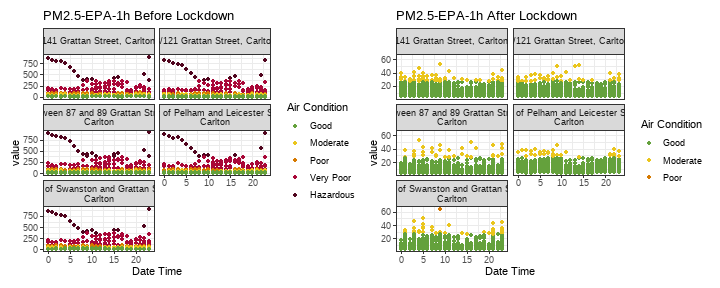 PM2.5-EPA-1h Before Lockdown
141 Grattan Street, Carlton
/121 Grattan Street, Carlton
750
500
250
0
ween 87 and 89 Grattan Str
Carlton
of Pelham and Leicester S
Carlton
750
500
250
0
of Swanston and Grattan S
Carlton
750
500
250
0
0 5 10 15 20
0 5 10 15 20
value
Date Time
Air Condition
Good
Moderate
Poor
Very Poor
Hazardous
PM2.5-EPA-1h After Lockdown
141 Grattan Street, Carlton
/121 Grattan Street, Carlton
60
40
20
ween 87 and 89 Grattan Str
Carlton
of Pelham and Leicester S
Carlton
60
40
20
of Swanston and Grattan S
Carlton
60
40
20
0 5 10 15 20
0 5 10 15 20
value
Date Time
Air Condition
Good
Moderate
Poor